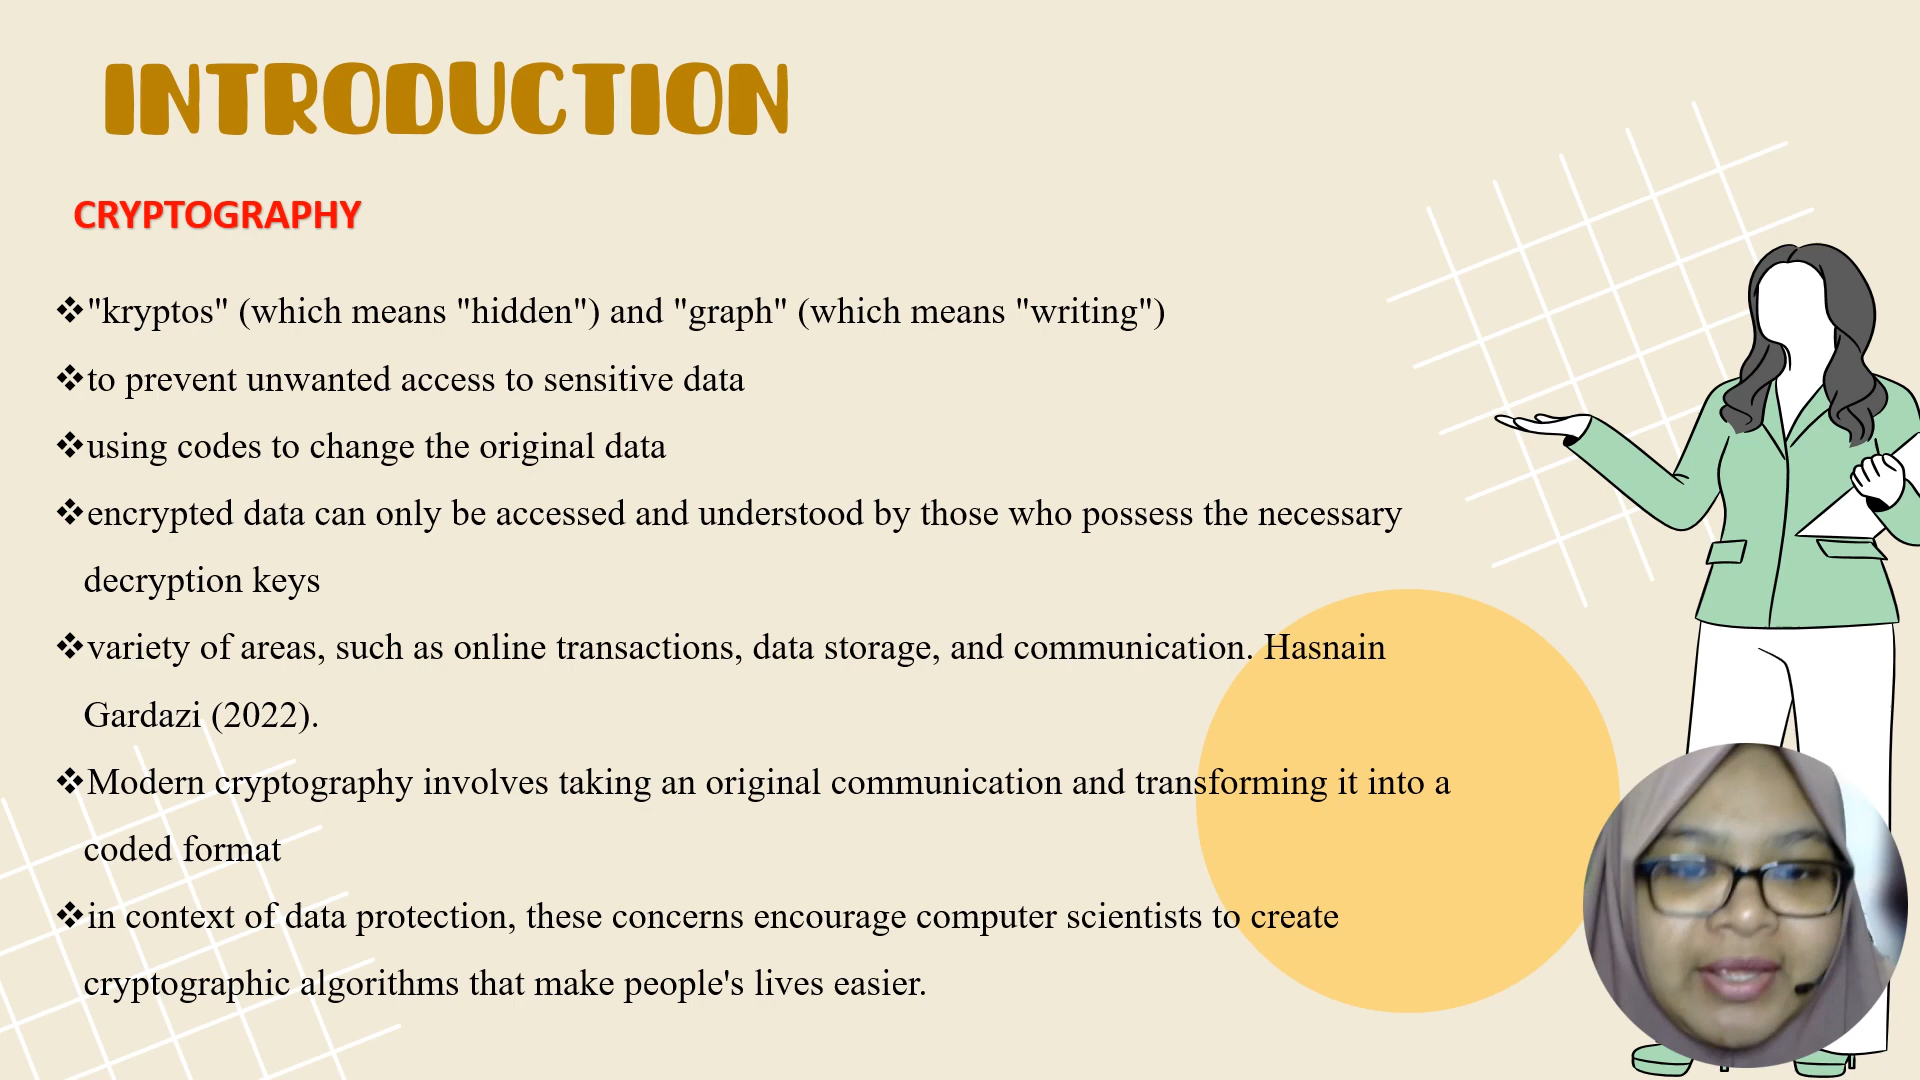 INTRODUCTION
CRYPTOGRAPHY
❖"kryptos" (which means "hidden") and "graph" (which means "writing")
❖to prevent unwanted access to sensitive data
❖using codes to change the original data
❖encrypted data can only be accessed and understood by those who possess the necessary
decryption keys
❖variety of areas, such as online transactions, data storage, and communication. Hasnain
Gardazi (2022).
❖Modern cryptography involves taking an original communication and transforming it into a
coded format
❖in context of data protection, these concerns encourage computer scientists to create
cryptographic algorithms that make people's lives easier.